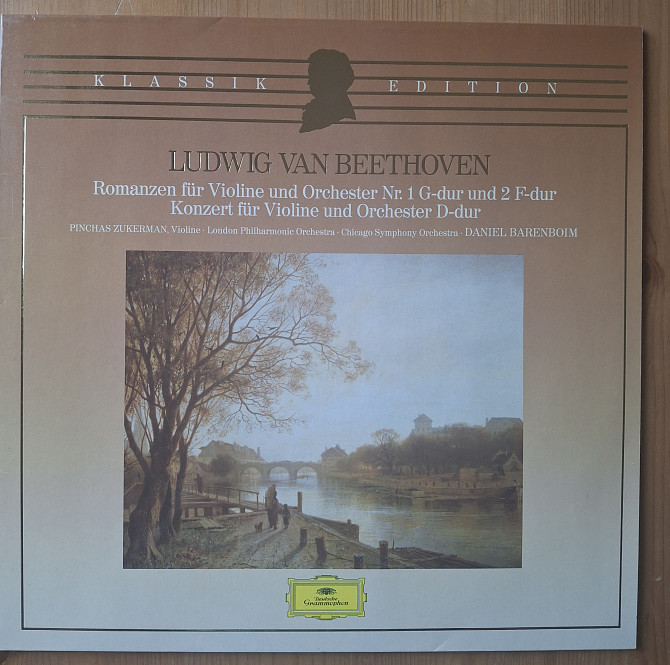 KLASSIK EDITION
LUDWIG VAN BEETHOVEN
Romanzen für Violine und Orchester Nr. 1 G-dur und 2 F-dur
Konzert für Violine und Orchester D-dur
PINCHAS ZUKERMAN, Violine · London Philharmonic Orchestra · Chicago Symphony Orchestra · DANIEL BARENBOIM
Deutsche
Grammophon